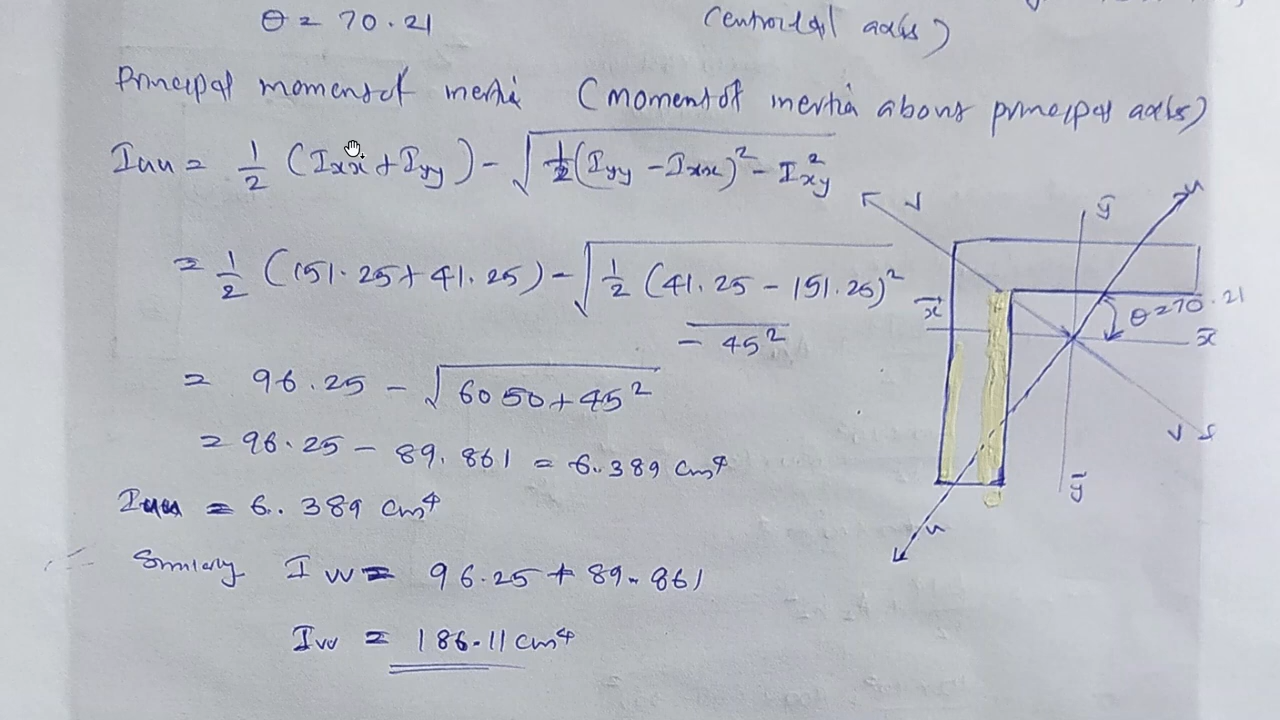 θ = 70.21
(centroidal axis)
Principal moment of inertia (moment of inertia about principal axis)
Iuu = 1/2 (Ixx + Iyy) - √(1/2 (Iyy - Ixx)² - Ixy²)
= 1/2 (151.25 + 41.25) - √(1/2 (41.25 - 151.25)²
- 45²
= 96.25 - √(6050 + 45²)
= 96.25 - 89.861 = 6.389 cm⁴
Iuu = 6.389 cm⁴
Similarly Ivv = 96.25 + 89.861
Ivv = 186.11 cm⁴
v
u
y̅
x̅
θ = 70.21
x̅
v
y̅
u